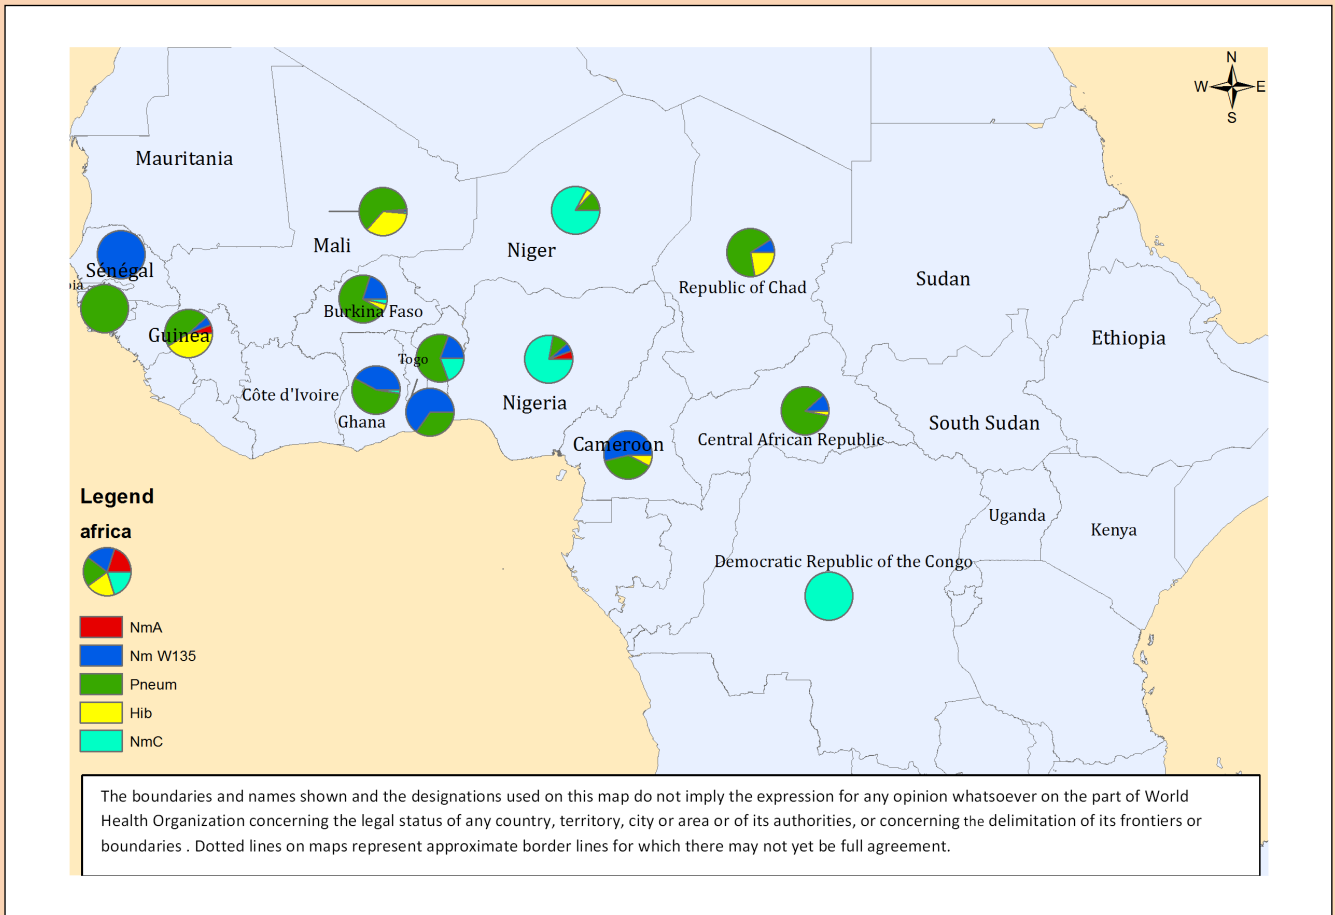 N
W E
S
Mauritania
Mali
Niger
Sénégal
Republic of Chad
Sudan
Burkina Faso
Guinea
Ethiopia
Togo
Côte d'Ivoire
Nigeria
Ghana
South Sudan
Central African Republic
Cameroon
Uganda
Kenya
Democratic Republic of the Congo
Legend
africa
NmA
Nm W135
Pneum
Hib
NmC
The boundaries and names shown and the designations used on this map do not imply the expression for any opinion whatsoever on the part of World
Health Organization concerning the legal status of any country, territory, city or area or of its authorities, or concerning the delimitation of its frontiers or
boundaries . Dotted lines on maps represent approximate border lines for which there may not yet be full agreement.